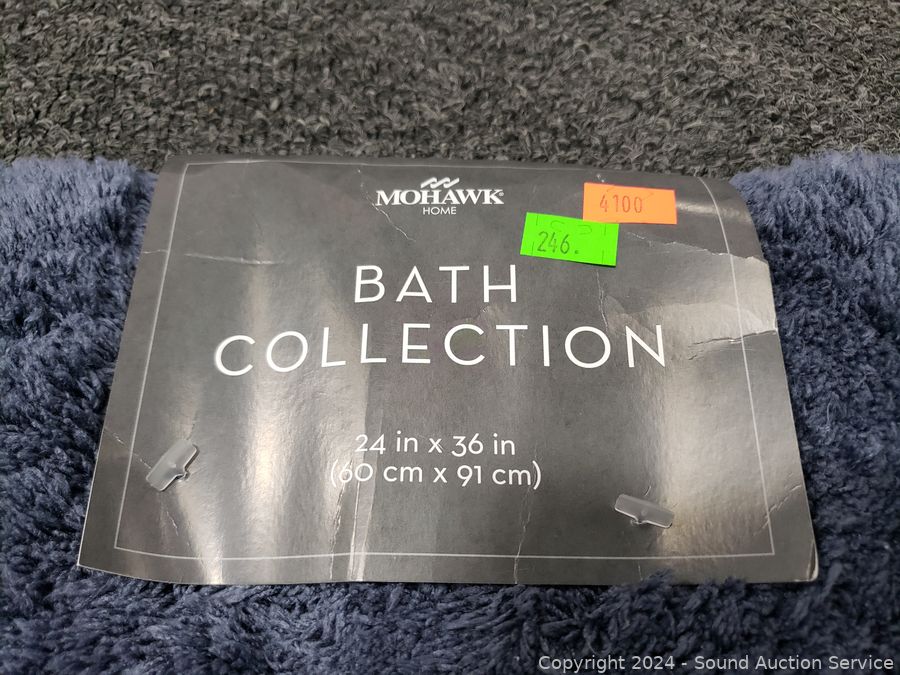 MOHAWK
HOME
4100
246.
BATH
COLLECTION
24 in x 36 in
(60 cm x 91 cm)
Copyright 2024 - Sound Auction Service